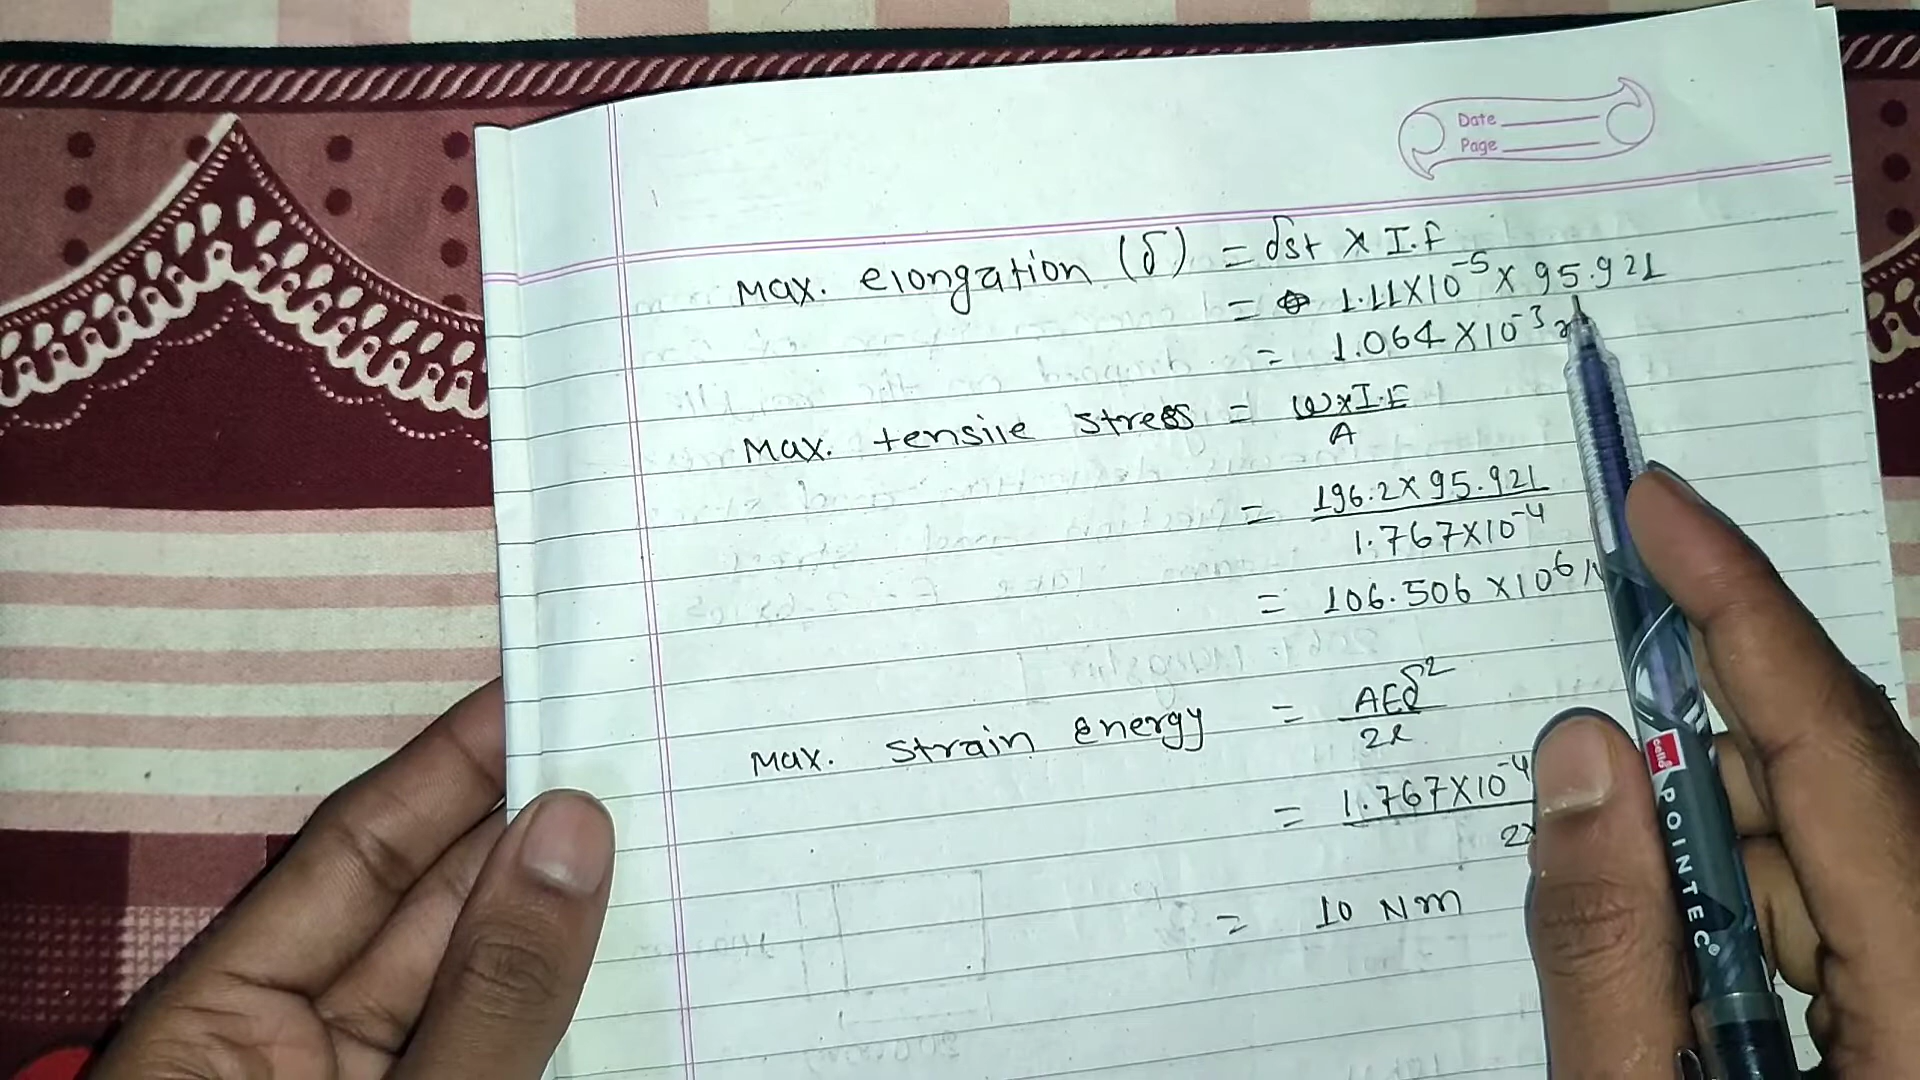 Date
Page
Max. elongation (δ) = δst × I.F
= 1.11×10⁻⁵ × 95.921
= 1.064 ×10⁻³
Max. tensile stress = W×I.F
A
= 196.2× 95.921
1.767×10⁻⁴
= 106.506 ×10⁶ N
Max. strain energy = AEδ²
2l
= 1.767×10⁻⁴
2×
= 10 Nm
cello
POINTEC